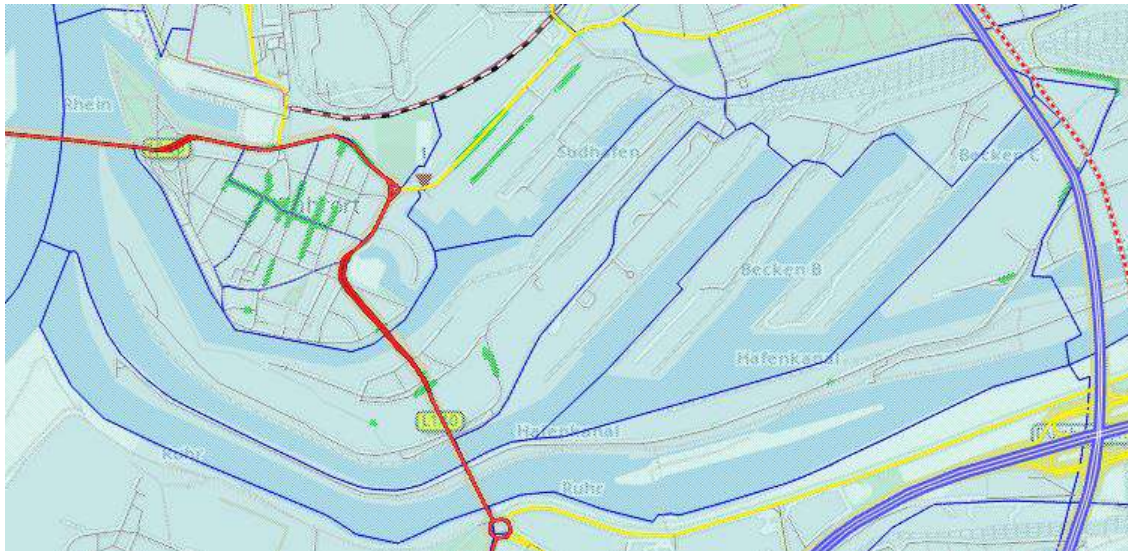 Rhein
Südhafen
Becken C
Becken B
Hafenkanal
Hafenkanal
Ruhr
Ruhr